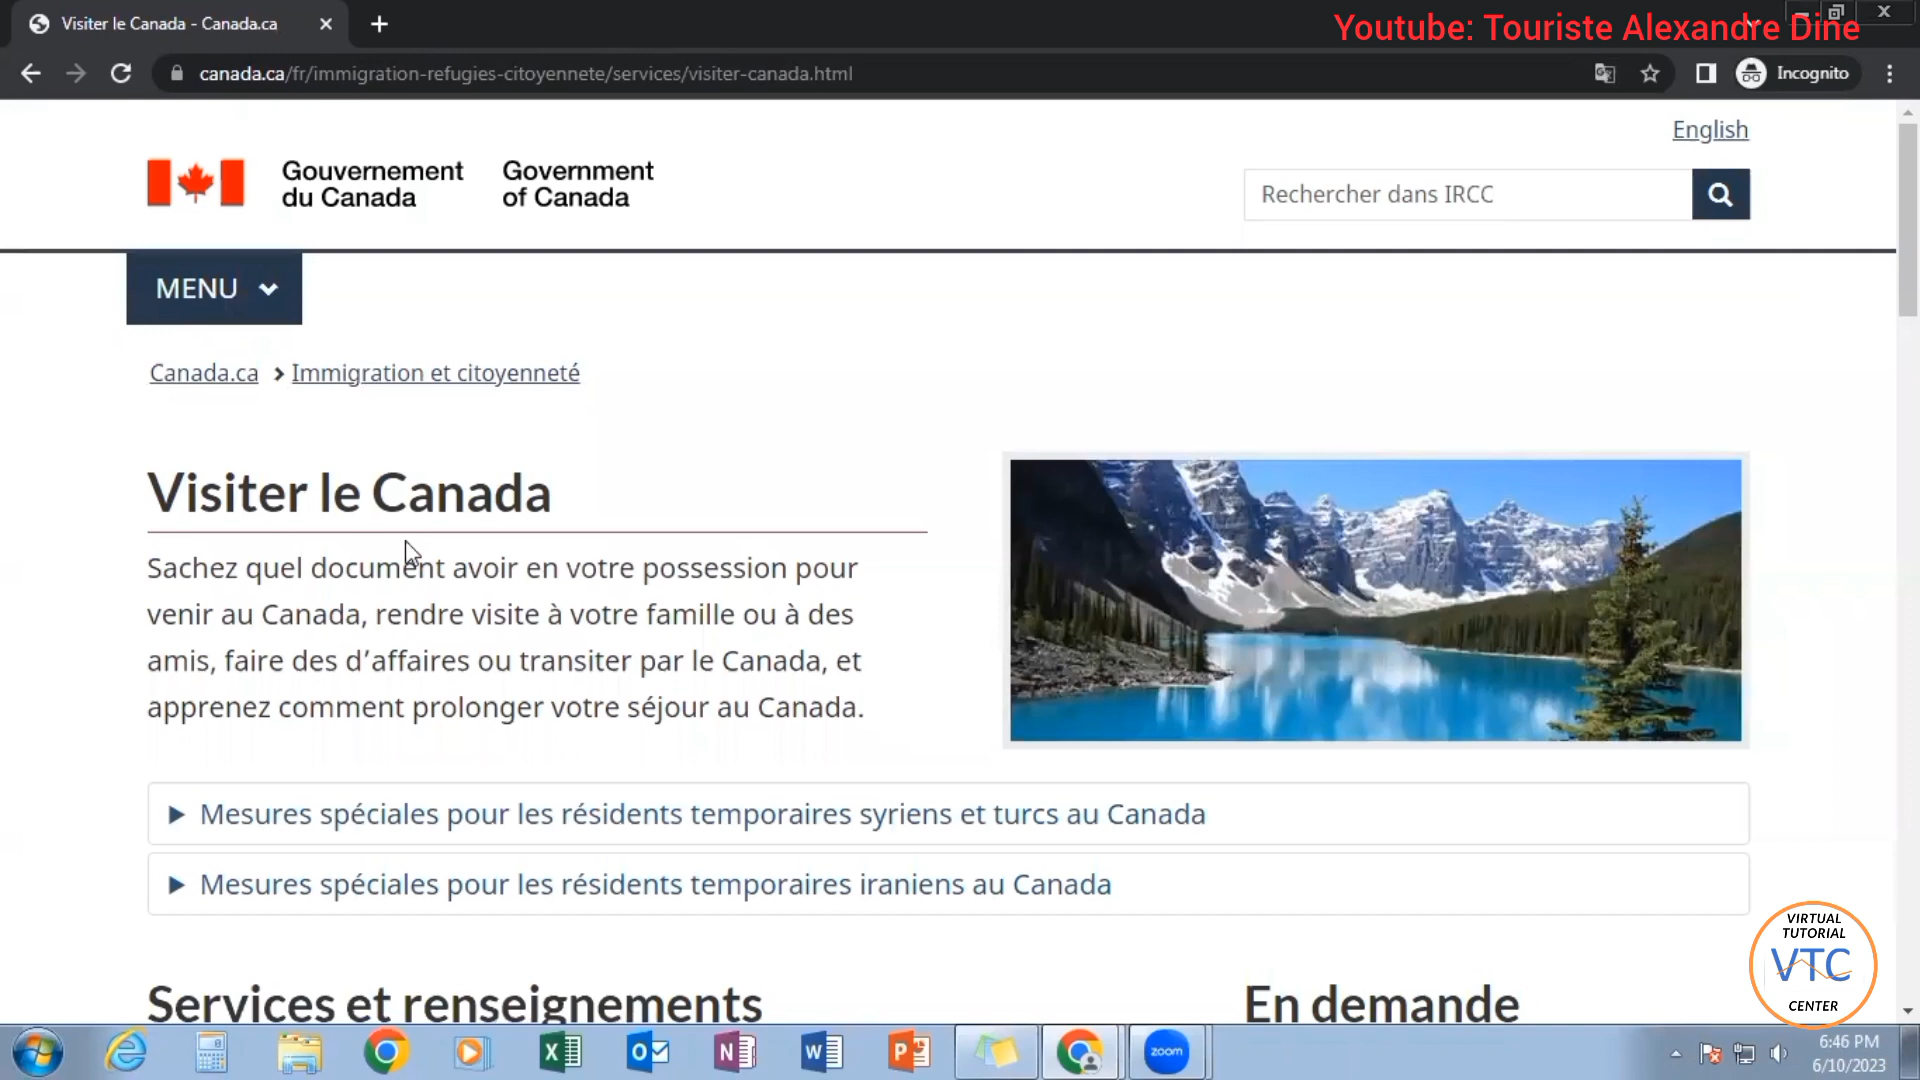 Visiter le Canada - Canada.ca
Youtube: Touriste Alexandre Dine
canada.ca/fr/immigration-refugies-citoyennete/services/visiter-canada.html
Incognito
English
Gouvernement
du Canada
Government
of Canada
Rechercher dans IRCC
MENU
Canada.ca > Immigration et citoyenneté
Visiter le Canada
Sachez quel document avoir en votre possession pour
venir au Canada, rendre visite à votre famille ou à des
amis, faire des d’affaires ou transiter par le Canada, et
apprenez comment prolonger votre séjour au Canada.
Mesures spéciales pour les résidents temporaires syriens et turcs au Canada
Mesures spéciales pour les résidents temporaires iraniens au Canada
Services et renseignements
En demande
VIRTUAL
TUTORIAL
VTC
CENTER
zoom
6:46 PM
6/10/2023